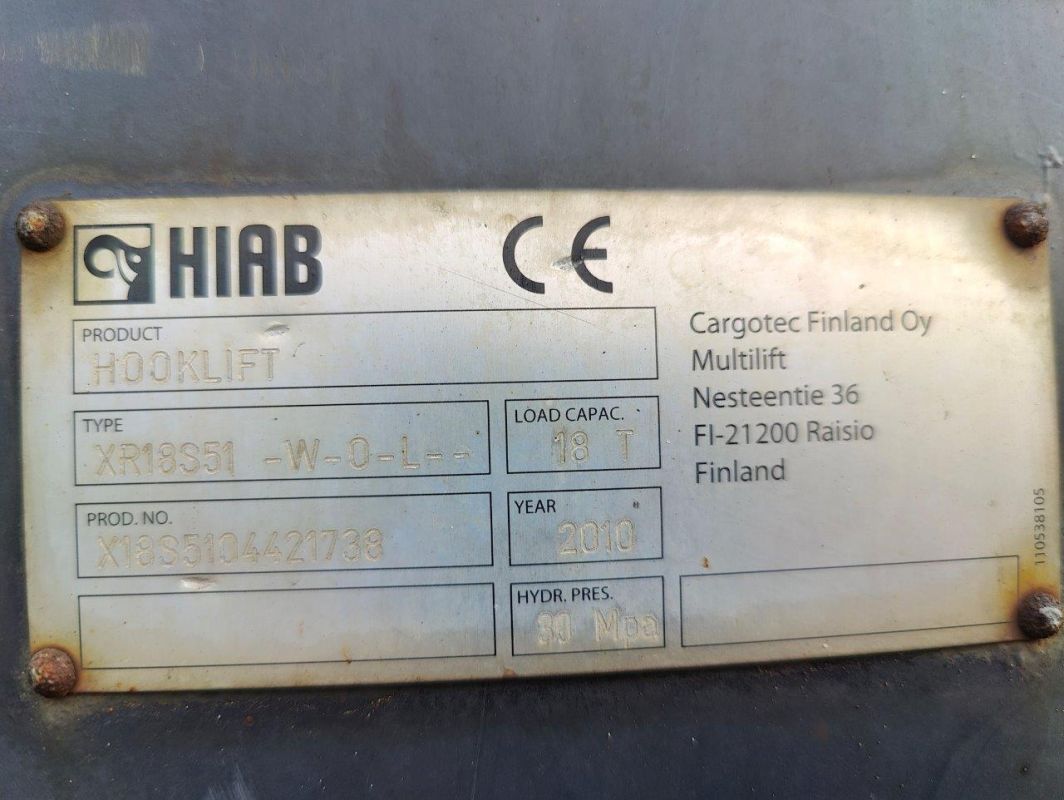 HIAB
CE
PRODUCT
HOOKLIFT
TYPE
XR18S51 -W-O-L--
LOAD CAPAC.
18 T
PROD. NO.
X18S5104421738
YEAR
2010
HYDR. PRES.
30 Mpa
Cargotec Finland Oy
Multilift
Nesteentie 36
FI-21200 Raisio
Finland
110538105